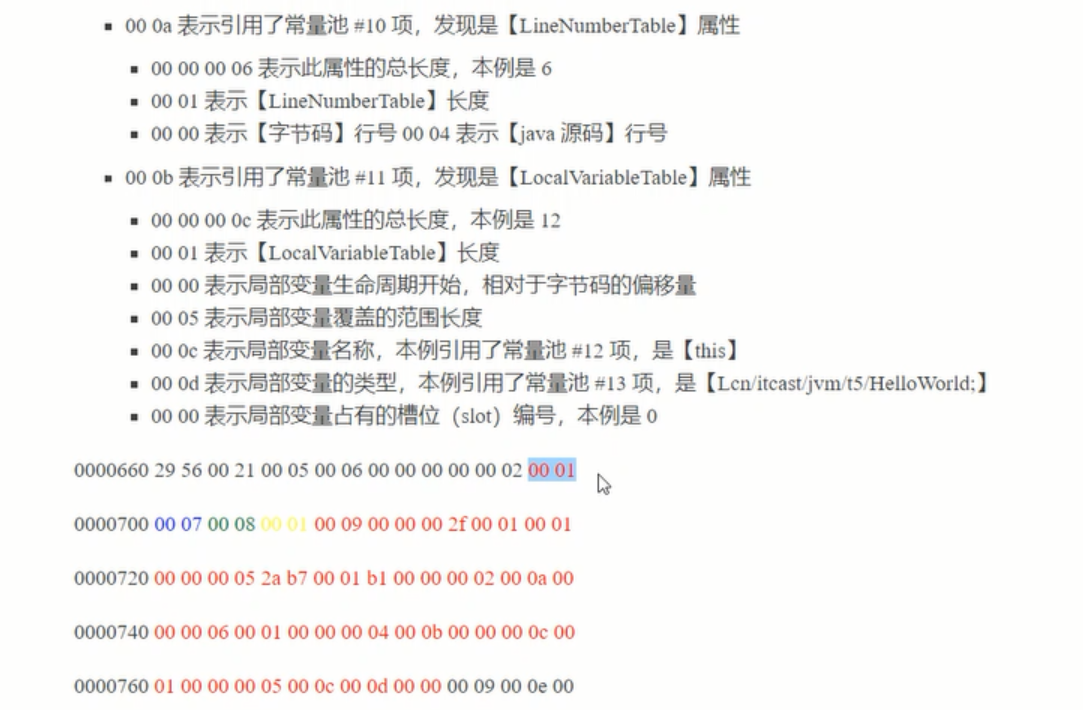 00 0a 表示引用了常量池 #10 项，发现是【LineNumberTable】属性
00 00 00 06 表示此属性的总长度，本例是 6
00 01 表示【LineNumberTable】长度
00 00 表示【字节码】行号 00 04 表示【java 源码】行号
00 0b 表示引用了常量池 #11 项，发现是【LocalVariableTable】属性
00 00 00 0c 表示此属性的总长度，本例是 12
00 01 表示【LocalVariableTable】长度
00 00 表示局部变量生命周期开始，相对于字节码的偏移量
00 05 表示局部变量覆盖的范围长度
00 0c 表示局部变量名称，本例引用了常量池 #12 项，是【this】
00 0d 表示局部变量的类型，本例引用了常量池 #13 项，是【Lcn/itcast/jvm/t5/HelloWorld;】
00 00 表示局部变量占有的槽位（slot）编号，本例是 0
0000660 29 56 00 21 00 05 00 06 00 00 00 00 00 02 00 01
0000700 00 07 00 08 00 01 00 09 00 00 00 2f 00 01 00 01
0000720 00 00 00 05 2a b7 00 01 b1 00 00 00 02 00 0a 00
0000740 00 00 06 00 01 00 00 00 04 00 0b 00 00 00 0c 00
0000760 01 00 00 00 05 00 0c 00 0d 00 00 00 09 00 0e 00